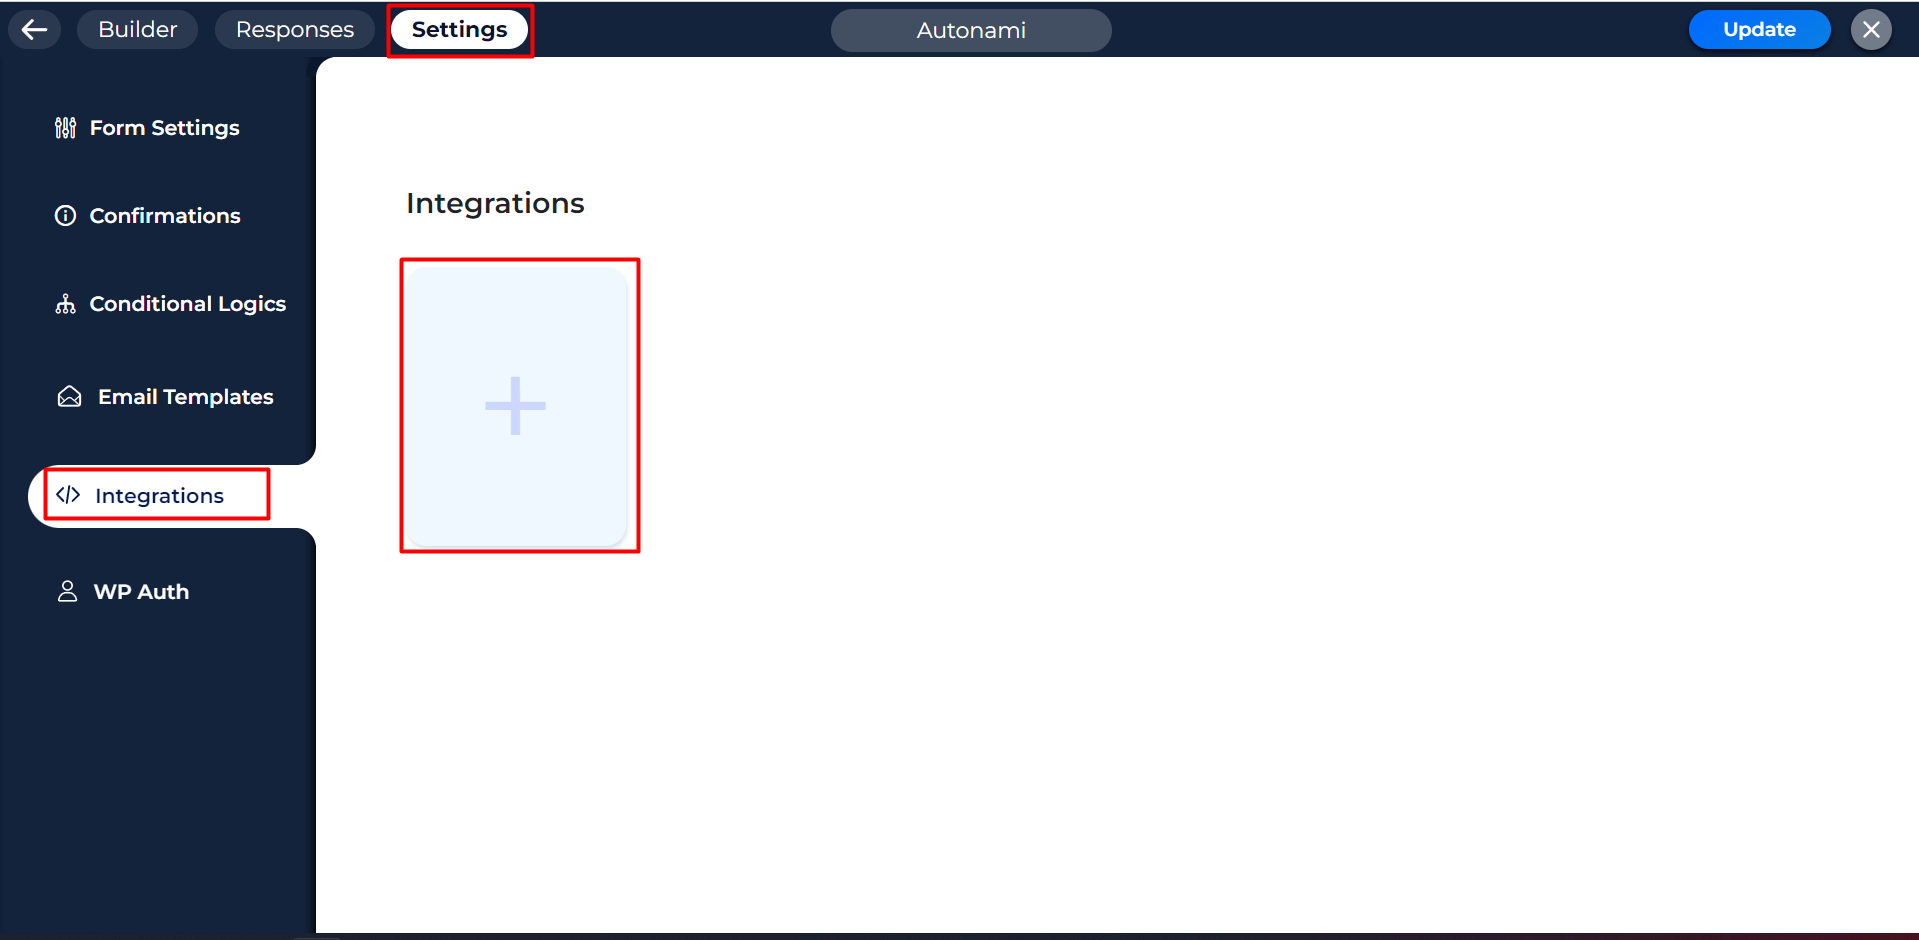 Builder
Responses
Settings
Autonami
Update
Form Settings
Confirmations
Conditional Logics
Email Templates
Integrations
WP Auth
Integrations